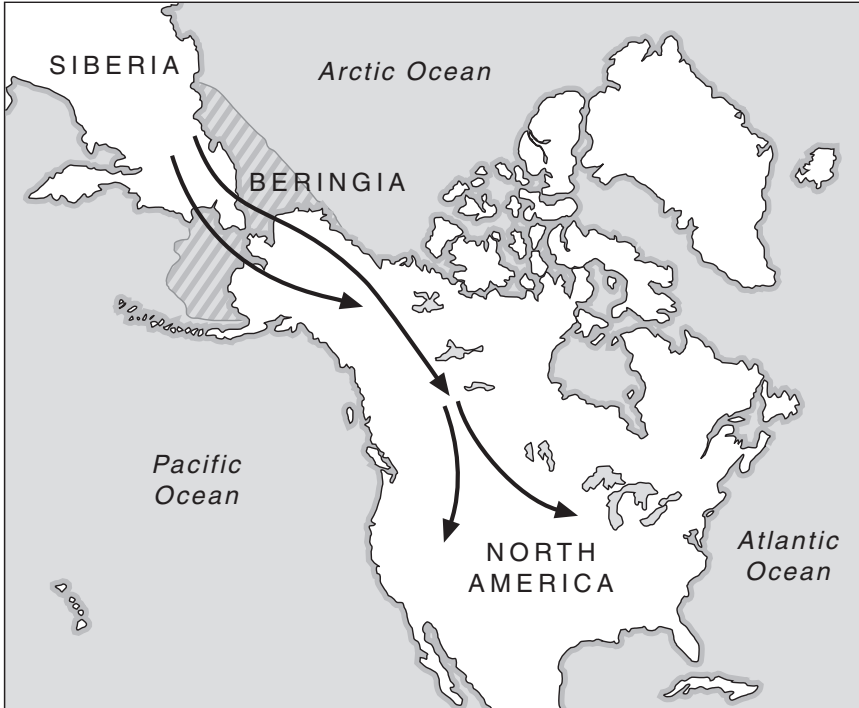 SIBERIA
Arctic Ocean
BERINGIA
Pacific
Ocean
NORTH
AMERICA
Atlantic
Ocean